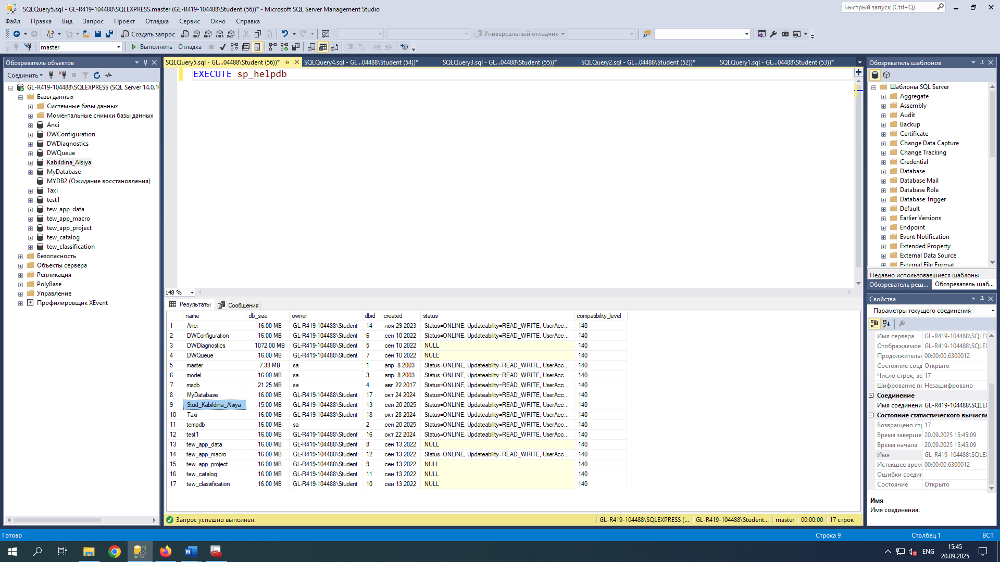 SQLQuery5.sql - GL-R419-104488\SQLEXPRESS.master (GL-R419-104488\Student (56))* - Microsoft SQL Server Management Studio
Быстрый запуск (Ctrl+Q)
Файл Правка Вид Запрос Проект Отладка Сервис Окно Справка
Создать запрос
Универсальный отладчик
master
Выполнить Отладка
Обозреватель объектов
Соединить
GL-R419-104488\SQLEXPRESS (SQL Server 14.0.1
Базы данных
Системные базы данных
Моментальные снимки базы данных
Anci
DWConfiguration
DWDiagnostics
DWQueue
Kabildina_Alsiya
MyDatabase
MYDB2 (Ожидание восстановления)
Taxi
test1
tew_app_data
tew_app_macro
tew_app_project
tew_catalog
tew_classification
Безопасность
Объекты сервера
Репликация
PolyBase
Управление
Профилировщик XEvent
SQLQuery5.sql - GL...04488\Student (56))* SQLQuery4.sql - GL...04488\Student (54))* SQLQuery3.sql - GL...04488\Student (55))* SQLQuery2.sql - GL...04488\Student (52))* SQLQuery1.sql - GL...04488\Student (53))*
EXECUTE sp_helpdb
148 %
Результаты Сообщения
name db_size owner dbid created status compatibility_level
1 Anci 16.00 MB GL-R419-104488\Student 14 ноя 29 2023 Status=ONLINE, Updateability=READ_WRITE, UserAcc... 140
2 DWConfiguration 16.00 MB GL-R419-104488\Student 6 сен 10 2022 Status=ONLINE, Updateability=READ_WRITE, UserAcc... 140
3 DWDiagnostics 1072.00 MB GL-R419-104488\Student 5 сен 10 2022 NULL 140
4 DWQueue 16.00 MB GL-R419-104488\Student 7 сен 10 2022 NULL 140
5 master 7.38 MB sa 1 апр 8 2003 Status=ONLINE, Updateability=READ_WRITE, UserAcc... 140
6 model 16.00 MB sa 3 апр 8 2003 Status=ONLINE, Updateability=READ_WRITE, UserAcc... 140
7 msdb 21.25 MB sa 4 авг 22 2017 Status=ONLINE, Updateability=READ_WRITE, UserAcc... 140
8 MyDatabase 16.00 MB GL-R419-104488\Student 17 окт 24 2024 Status=ONLINE, Updateability=READ_WRITE, UserAcc... 140
9 Stud_Kabildina_Alsiya 15.00 MB GL-R419-104488\Student 13 сен 20 2025 Status=ONLINE, Updateability=READ_WRITE, UserAcc... 140
10 Taxi 16.00 MB GL-R419-104488\Student 18 окт 28 2024 Status=ONLINE, Updateability=READ_WRITE, UserAcc... 140
11 tempdb 16.00 MB sa 2 сен 20 2025 Status=ONLINE, Updateability=READ_WRITE, UserAcc... 140
12 test1 16.00 MB GL-R419-104488\Student 16 окт 22 2024 Status=ONLINE, Updateability=READ_WRITE, UserAcc... 140
13 tew_app_data 16.00 MB GL-R419-104488\Student 8 сен 13 2022 NULL 140
14 tew_app_macro 16.00 MB GL-R419-104488\Student 12 сен 13 2022 Status=ONLINE, Updateability=READ_WRITE, UserAcc... 140
15 tew_app_project 16.00 MB GL-R419-104488\Student 9 сен 13 2022 NULL 140
16 tew_catalog 16.00 MB GL-R419-104488\Student 11 сен 13 2022 NULL 140
17 tew_classification 16.00 MB GL-R419-104488\Student 10 сен 13 2022 NULL 140
Запрос успешно выполнен. GL-R419-104488\SQLEXPRESS (... GL-R419-104488\Student... master 00:00:00 17 строк
Обозреватель шаблонов
Шаблоны SQL Server
Aggregate
Assembly
Audit
Backup
Certificate
Change Data Capture
Change Tracking
Credential
Database
Database Mail
Database Role
Database Trigger
Default
Earlier Versions
Endpoint
Event Notification
Extended Property
External Data Source
External File Format
Недавно использовавшиеся шаблоны
Обозреватель реш... Обозреватель шаб...
Свойства
Параметры текущего соединения
Имя сервера GL-R419-104488\SQLEX
Отображаемое GL-R419-104488\SQLEX
Продолжительн 00:00:00.6300012
Состояние соед Открыто
Число строк, вс 17
Шифрование по Незашифровано
Соединение
Имя соединени GL-R419-104488\SQLEX
Состояние статистического вычисле
Возвращено стр 17
Время заверше 20.09.2025 15:45:09
Время начала 20.09.2025 15:45:09
Имя GL-R419-104488\SQLEX
Истекшее врем 00:00:00.6300012
Ошибки соедин
Состояние Открыто
Имя
Имя соединения.
Готово Строка 9 Столбец 1 ВСТ
ENG
15:45
20.09.2025